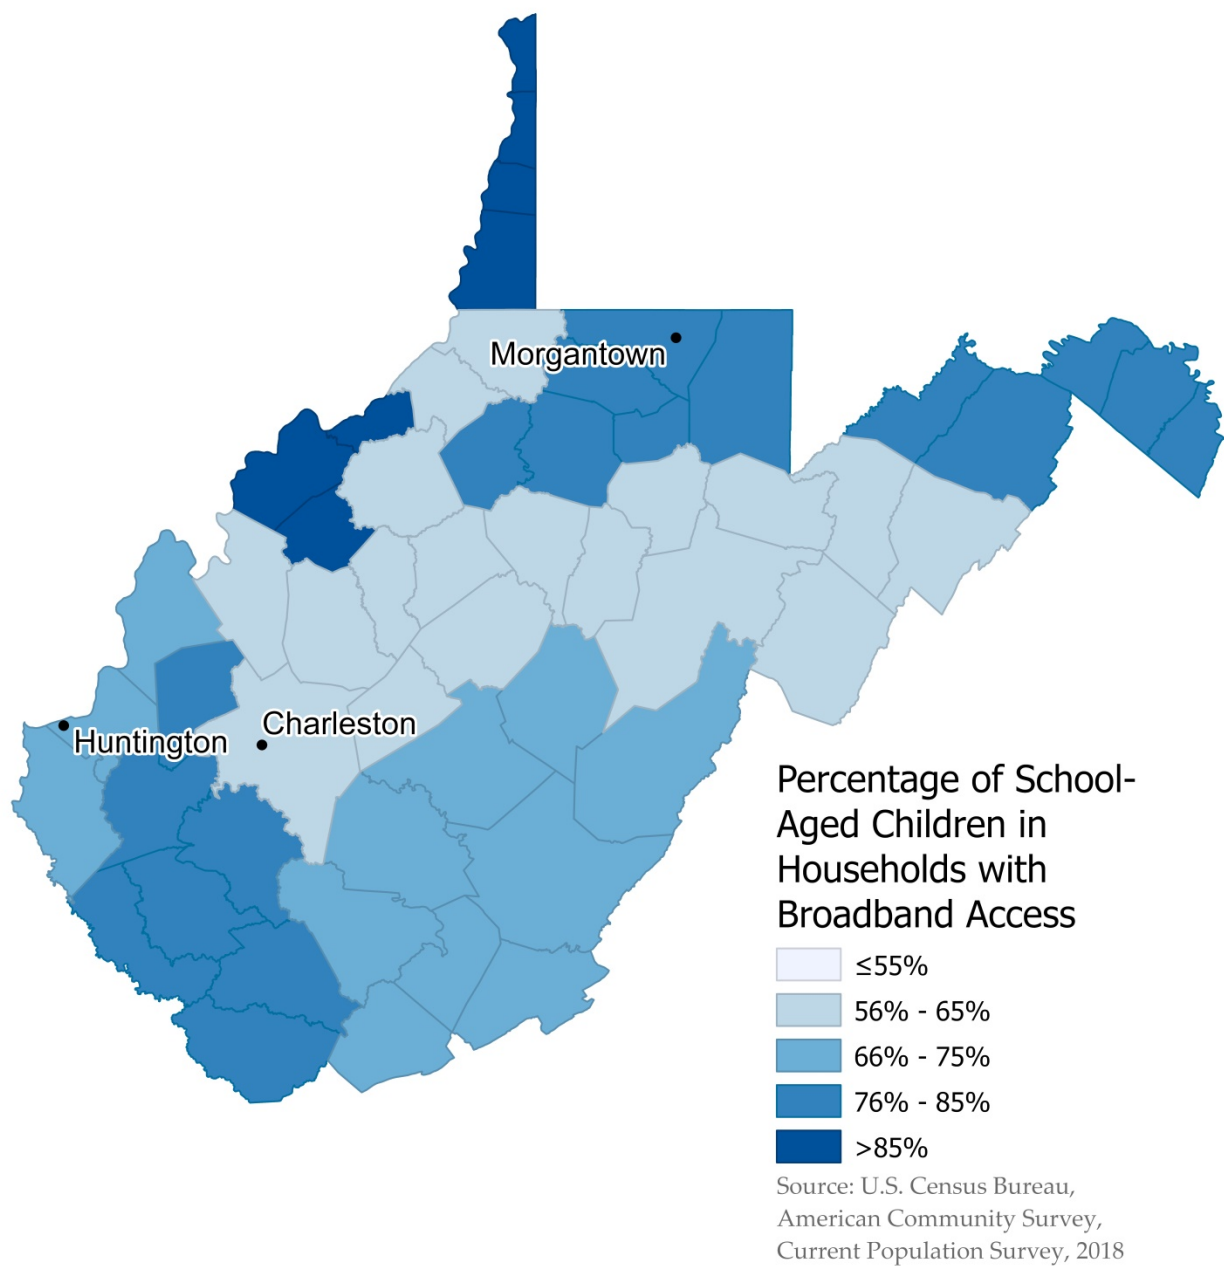 Morgantown
Charleston
Huntington
Percentage of School-
Aged Children in
Households with
Broadband Access
≤55%
56% - 65%
66% - 75%
76% - 85%
>85%
Source: U.S. Census Bureau,
American Community Survey,
Current Population Survey, 2018